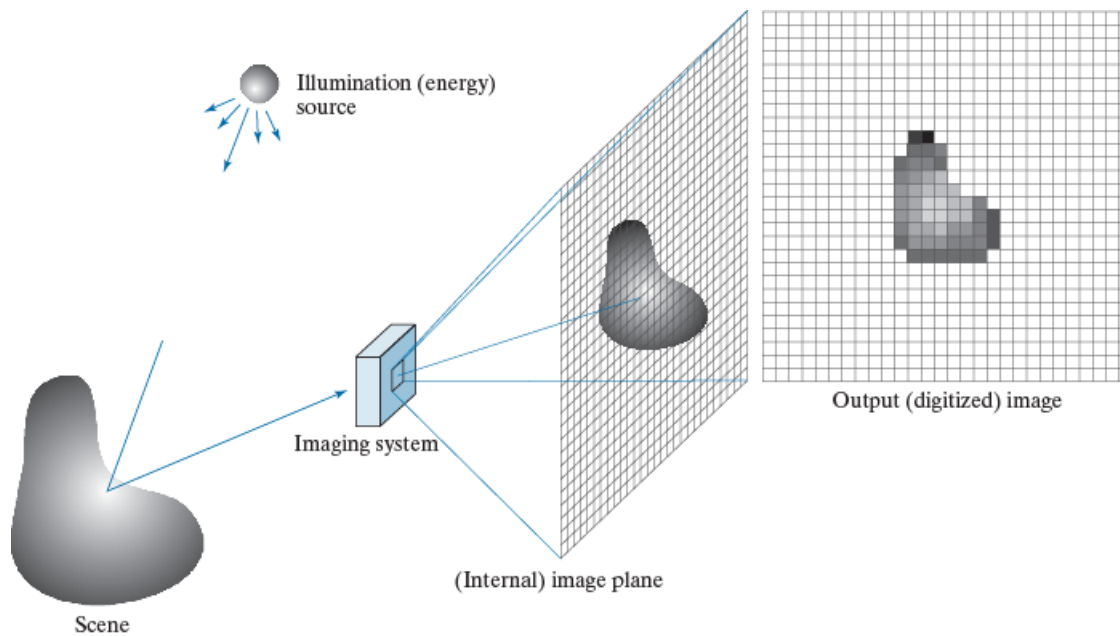 Illumination (energy)
source
Output (digitized) image
Imaging system
(Internal) image plane
Scene